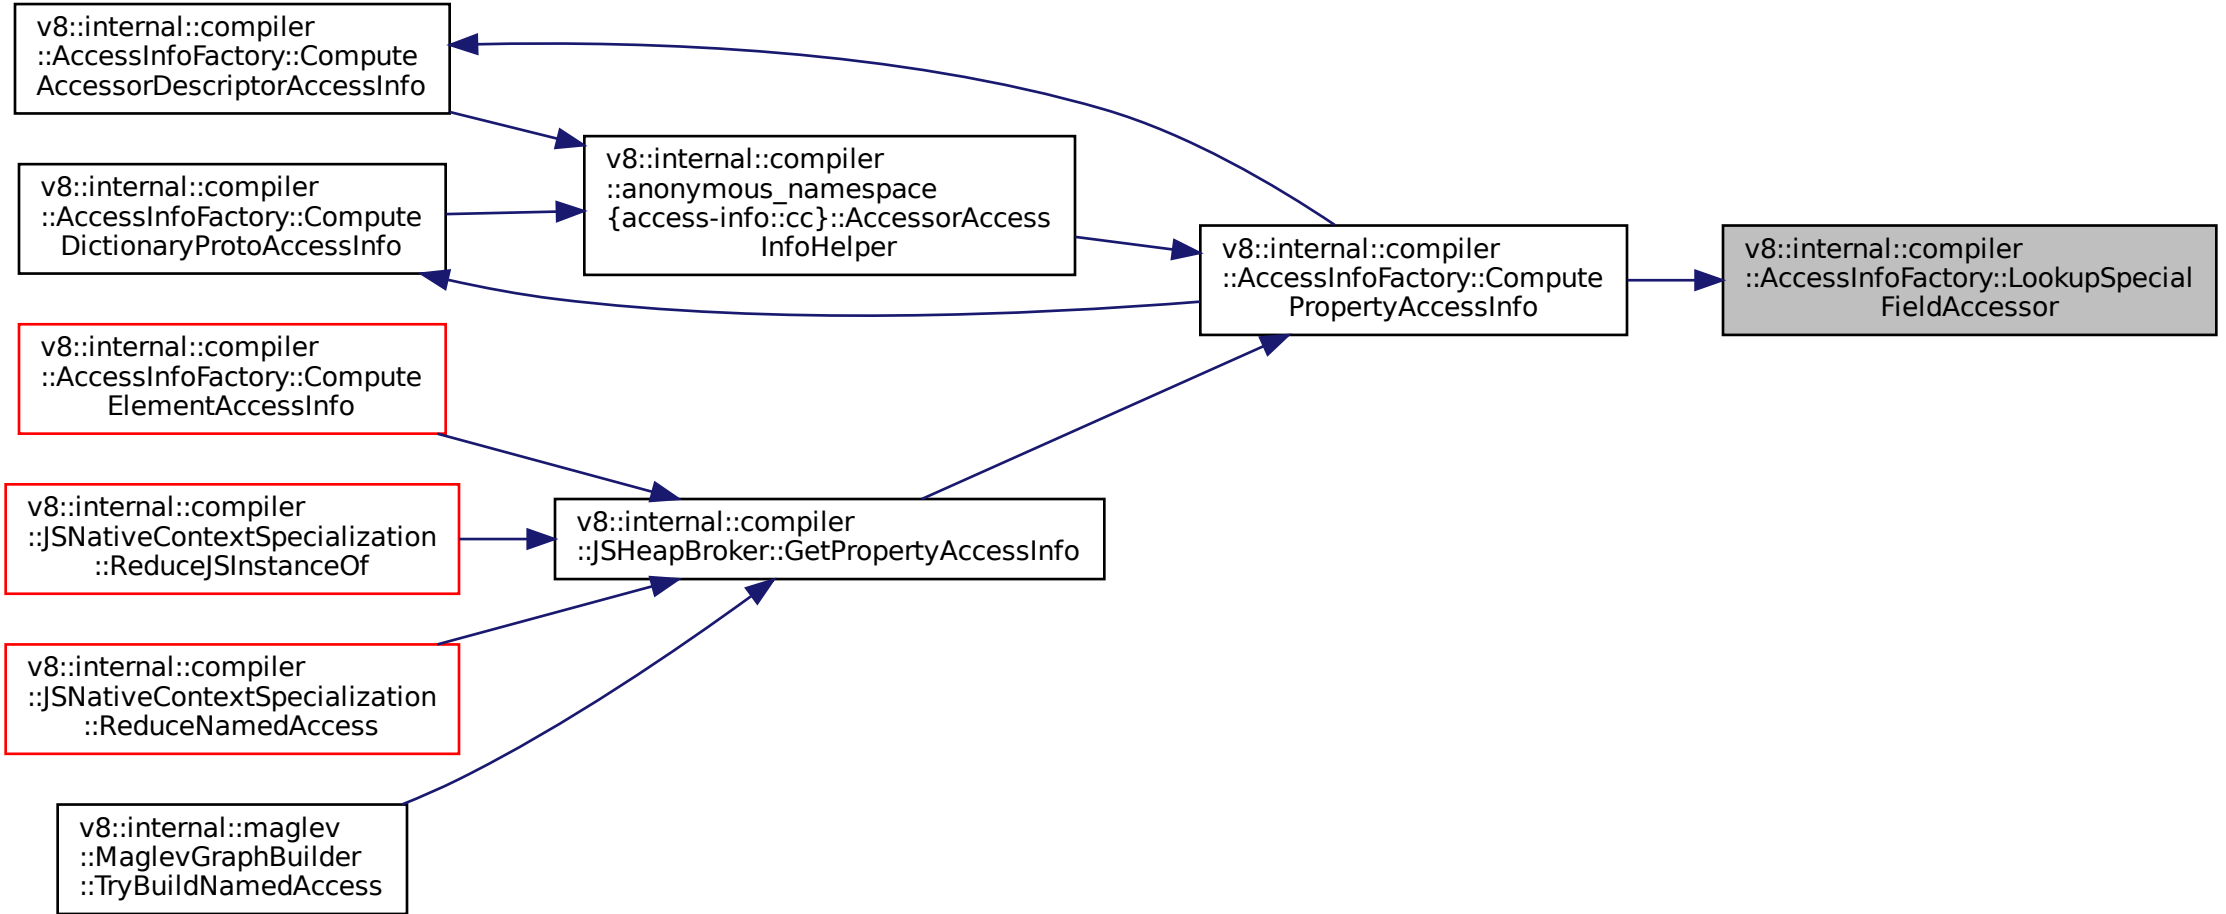 v8::internal::compiler
::AccessInfoFactory::Compute
AccessorDescriptorAccessInfo
v8::internal::compiler
::AccessInfoFactory::Compute
DictionaryProtoAccessInfo
v8::internal::compiler
::AccessInfoFactory::Compute
ElementAccessInfo
v8::internal::compiler
::JSNativeContextSpecialization
::ReduceJSInstanceOf
v8::internal::compiler
::JSNativeContextSpecialization
::ReduceNamedAccess
v8::internal::maglev
::MaglevGraphBuilder
::TryBuildNamedAccess
v8::internal::compiler
::anonymous_namespace
{access-info::cc}::AccessorAccess
InfoHelper
v8::internal::compiler
::JSHeapBroker::GetPropertyAccessInfo
v8::internal::compiler
::AccessInfoFactory::Compute
PropertyAccessInfo
v8::internal::compiler
::AccessInfoFactory::LookupSpecial
FieldAccessor